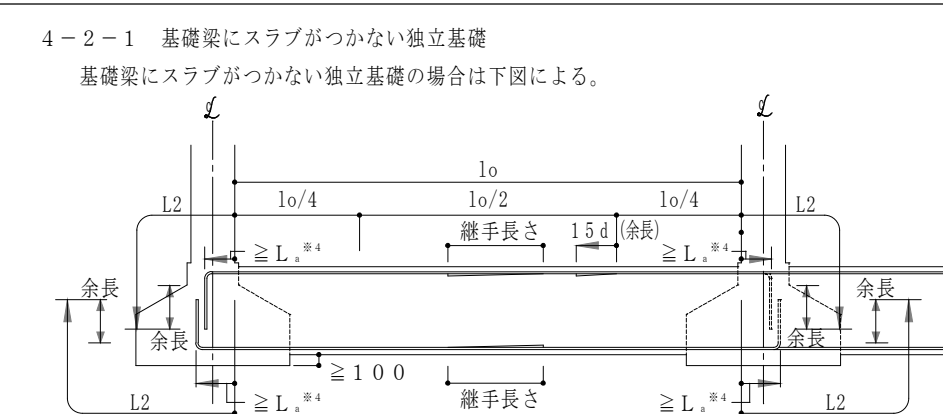 4-2-1 基礎梁にスラブがつかない独立基礎
基礎梁にスラブがつかない独立基礎の場合は下図による。
℄ ℄
lo
L2 lo/4 lo/2 lo/4 L2
継手長さ 15d (余長)
≧La※4 ≧La※4
余長 余長
余長 余長
≧100
L2 ≧La※4 継手長さ ≧La※4 L2